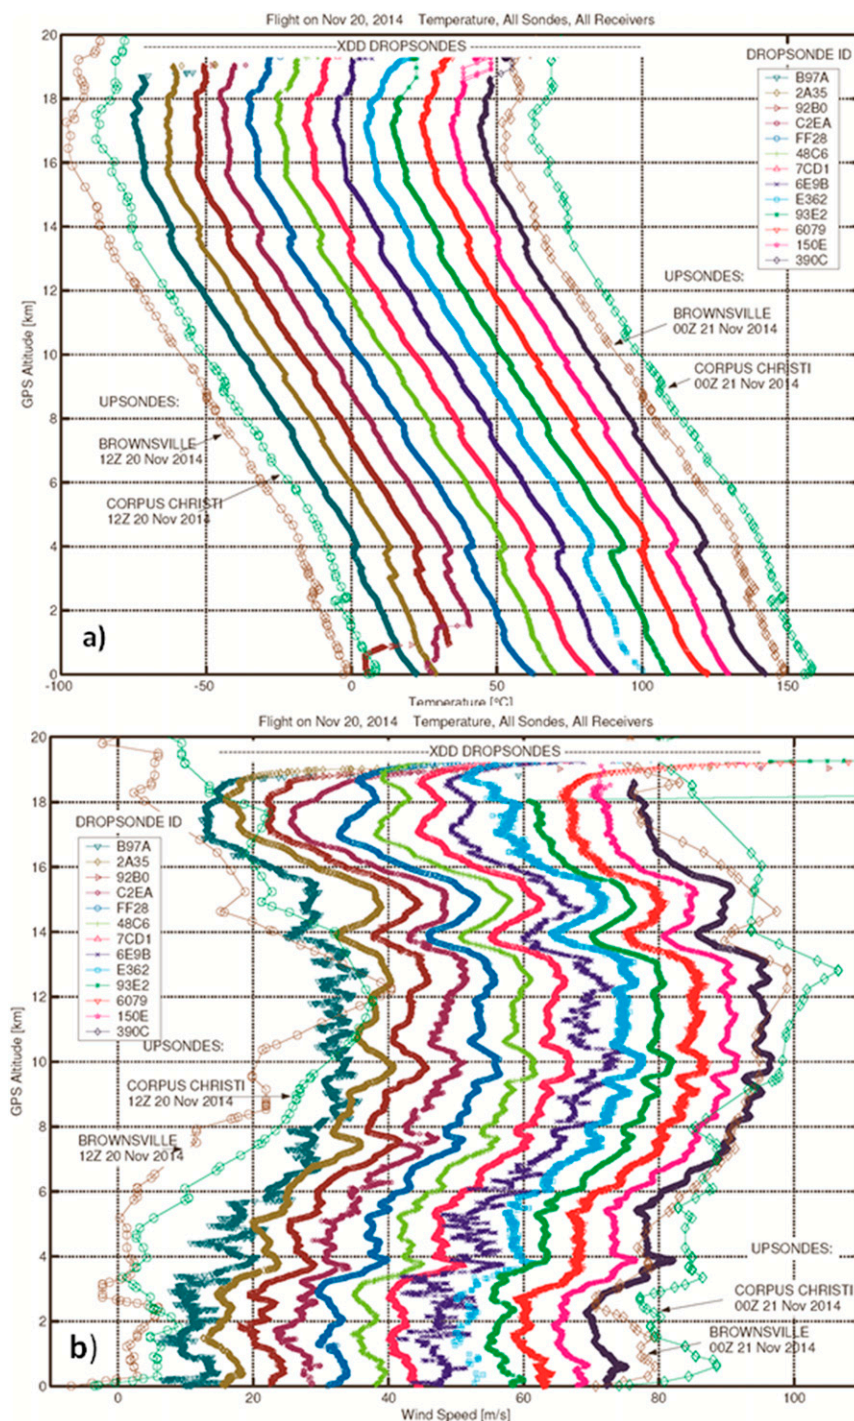 Flight on Nov 20, 2014 Temperature, All Sondes, All Receivers
20
18
16
14
12
10
8
6
4
2
0
GPS Altitude [km]
XDD DROPSONDES
DROPSONDE ID
B97A
2A35
92B0
C2EA
FF28
48C6
7CD1
6E9B
E362
93E2
6079
150E
390C
UPSONDES:
BROWNSVILLE
00Z 21 Nov 2014
CORPUS CHRISTI
00Z 21 Nov 2014
UPSONDES:
BROWNSVILLE
12Z 20 Nov 2014
CORPUS CHRISTI
12Z 20 Nov 2014
a)
-100 -50 0 50 100 150
Temperature [°C]
Flight on Nov 20, 2014 Temperature, All Sondes, All Receivers
20
18
16
14
12
10
8
6
4
2
0
GPS Altitude [km]
XDD DROPSONDES
DROPSONDE ID
B97A
2A35
92B0
C2EA
FF28
48C6
7CD1
6E9B
E362
93E2
6079
150E
390C
UPSONDES:
CORPUS CHRISTI
12Z 20 Nov 2014
BROWNSVILLE
12Z 20 Nov 2014
UPSONDES:
CORPUS CHRISTI
00Z 21 Nov 2014
BROWNSVILLE
00Z 21 Nov 2014
b)
0 20 40 60 80 100
Wind Speed [m/s]